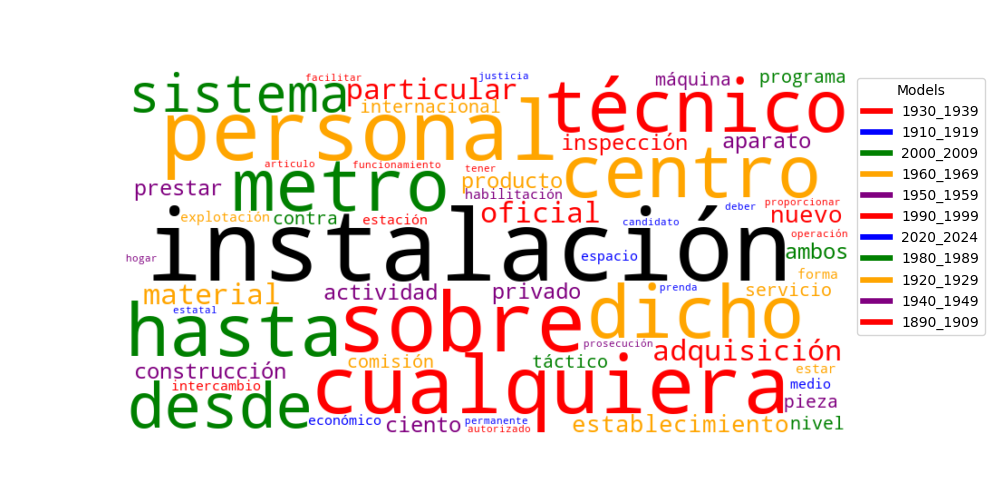 facilitar
justicia
máquina
programa
sistema
particular
internacional
técnico
personal
inspección
aparato
articulo
funcionamiento
tener
metro
producto
centro
prestar
habilitación
explotación
contra
estación
oficial
candidato
deber
proporcionar
nuevo
instalación
operación
hogar
espacio
ambos
forma
material
actividad
privado
prenda
servicio
estatal
hasta
sobre
dicho
prosecución
construcción
comisión
táctico
adquisición
estar
intercambio
cualquiera
medio
pieza
desde
económico
ciento
permanente
autorizado
establecimiento
nivel
Models
1930_1939
1910_1919
2000_2009
1960_1969
1950_1959
1990_1999
2020_2024
1980_1989
1920_1929
1940_1949
1890_1909